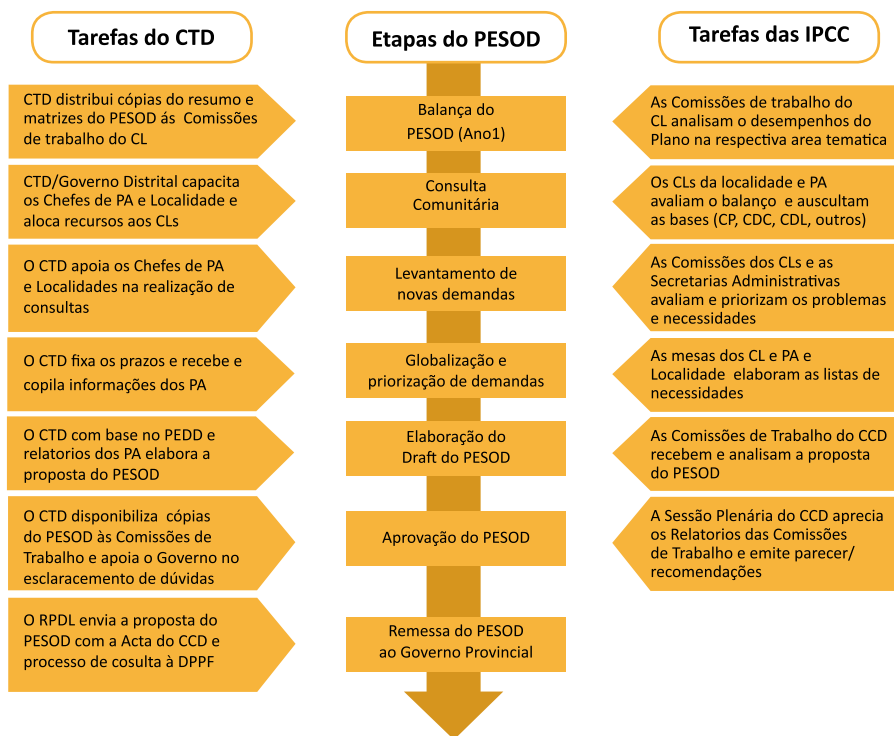 Tarefas do CTD
CTD distribui cópias do resumo e
matrizes do PESOD ás Comissões
de trabalho do CL
CTD/Governo Distrital capacita
os Chefes de PA e Localidade e
aloca recursos aos CLs
O CTD apoia os Chefes de PA
e Localidades na realização de
consultas
O CTD fixa os prazos e recebe e
copila informações dos PA
O CTD com base no PEDD e
relatorios dos PA elabora a
proposta do PESOD
O CTD disponibiliza cópias
do PESOD às Comissões de
Trabalho e apoia o Governo no
esclaracemento de dúvidas
O RPDL envia a proposta do
PESOD com a Acta do CCD e
processo de cosulta à DPPF
Etapas do PESOD
Balança do
PESOD (Ano1)
Consulta
Comunitária
Levantamento de
novas demandas
Globalização e
priorização de demandas
Elaboração do
Draft do PESOD
Aprovação do PESOD
Remessa do PESOD
ao Governo Provincial
Tarefas das IPCC
As Comissões de trabalho do
CL analisam o desempenhos do
Plano na respectiva area tematica
Os CLs da localidade e PA
avaliam o balanço e auscultam
as bases (CP, CDC, CDL, outros)
As Comissões dos CLs e as
Secretarias Administrativas
avaliam e priorizam os problemas
e necessidades
As mesas dos CL e PA e
Localidade elaboram as listas de
necessidades
As Comissões de Trabalho do CCD
recebem e analisam a proposta
do PESOD
A Sessão Plenária do CCD aprecia
os Relatorios das Comissões
de Trabalho e emite parecer/
recomendações